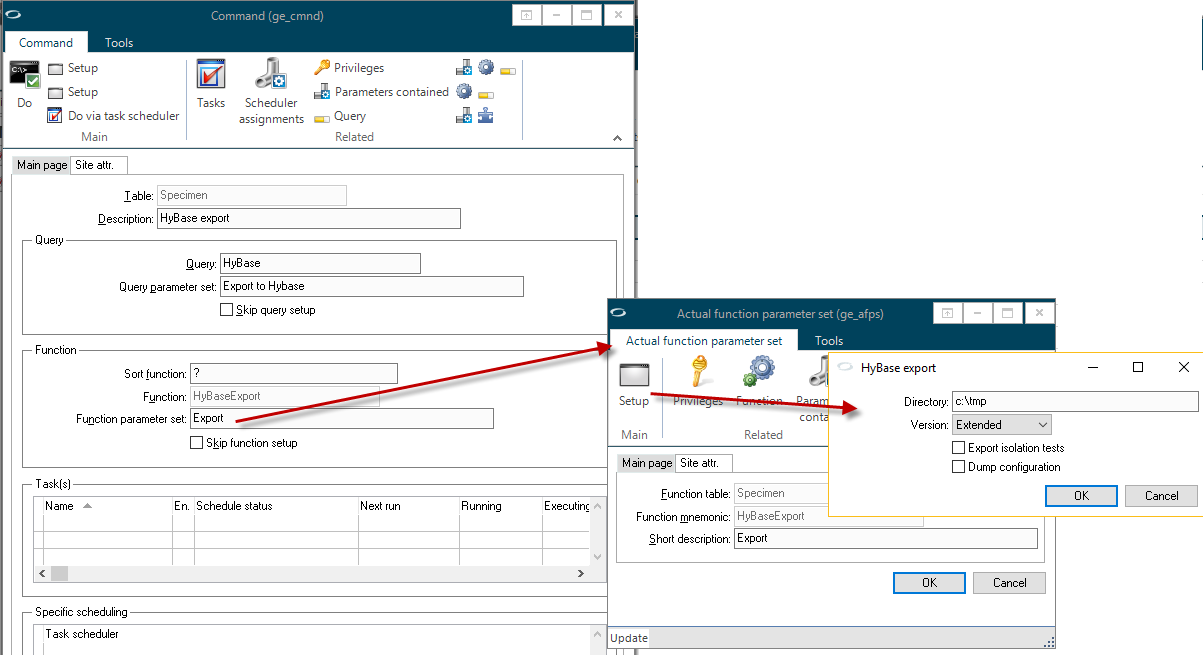 Command (ge_cmnd)
Command
Tools
Do
Setup
Setup
Do via task scheduler
Main
Tasks
Scheduler
assignments
Privileges
Parameters contained
Query
Related
Main page
Site attr.
Table: Specimen
Description: HyBase export
Query
Query: HyBase
Query parameter set: Export to Hybase
Skip query setup
Function
Sort function: ?
Function: HyBaseExport
Function parameter set: Export
Skip function setup
Task(s)
Name En. Schedule status Next run Running Executing
Specific scheduling
Task scheduler
Actual function parameter set (ge_afps)
Actual function parameter set
Tools
Setup
Main
Privileges
Function
Param
conta
Related
Main page
Site attr.
Function table: Specimen
Function mnemonic: HyBaseExport
Short description: Export
OK
Cancel
Update
HyBase export
Directory: c:\tmp
Version: Extended
Export isolation tests
Dump configuration
OK
Cancel